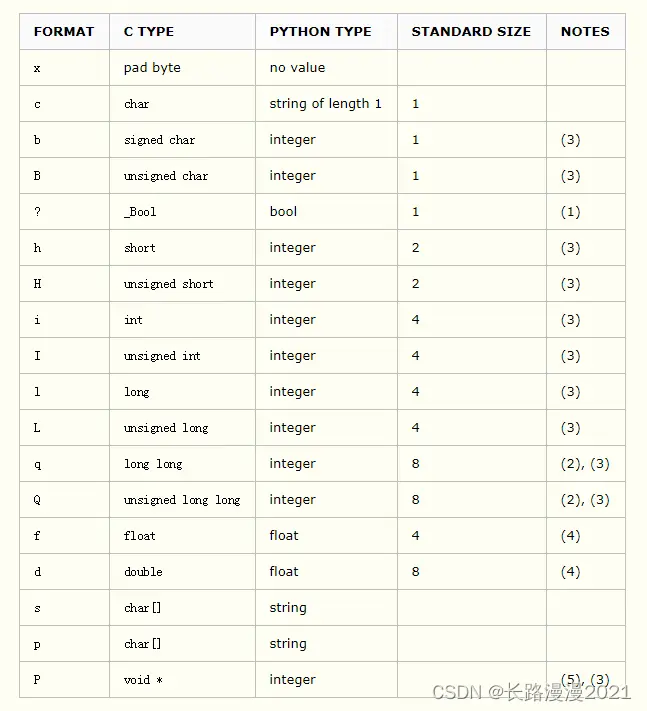 FORMAT C TYPE PYTHON TYPE STANDARD SIZE NOTES
x pad byte no value
c char string of length 1 1
b signed char integer 1 (3)
B unsigned char integer 1 (3)
? _Bool bool 1 (1)
h short integer 2 (3)
H unsigned short integer 2 (3)
i int integer 4 (3)
I unsigned int integer 4 (3)
l long integer 4 (3)
L unsigned long integer 4 (3)
q long long integer 8 (2), (3)
Q unsigned long long integer 8 (2), (3)
f float float 4 (4)
d double float 8 (4)
s char[] string
p char[] string
P void * integer (5), (3)
CSDN @长路漫漫2021